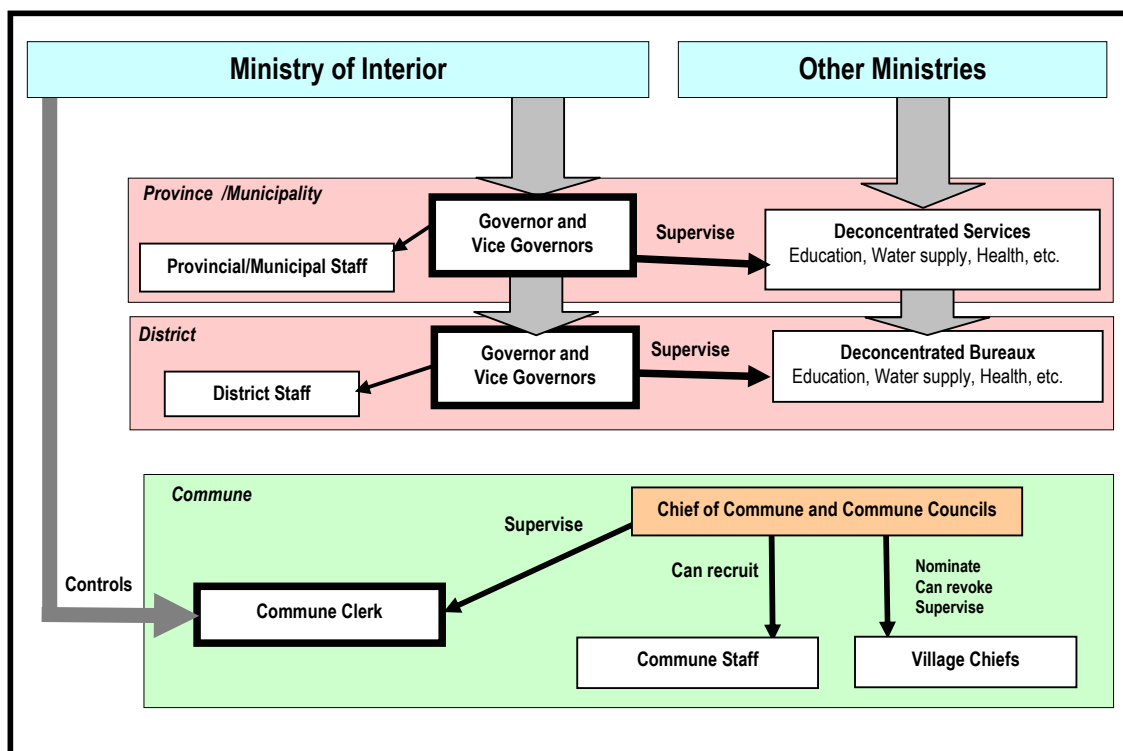 Ministry of Interior
Other Ministries
Province /Municipality
Governor and
Vice Governors
Supervise
Deconcentrated Services
Education, Water supply, Health, etc.
Provincial/Municipal Staff
District
Governor and
Vice Governors
Supervise
Deconcentrated Bureaux
Education, Water supply, Health, etc.
District Staff
Commune
Chief of Commune and Commune Councils
Supervise
Can recruit
Nominate
Can revoke
Supervise
Controls
Commune Clerk
Commune Staff
Village Chiefs